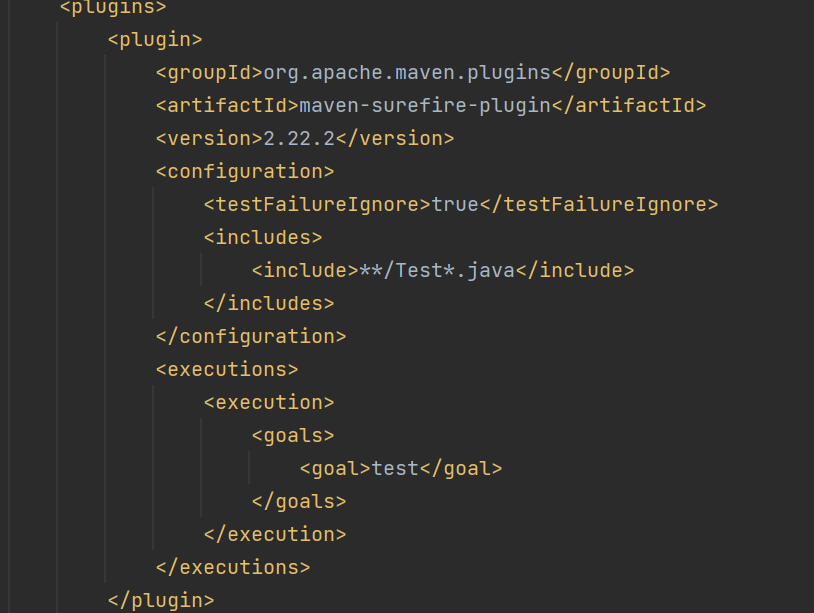 <plugins>
<plugin>
<groupId>org.apache.maven.plugins</groupId>
<artifactId>maven-surefire-plugin</artifactId>
<version>2.22.2</version>
<configuration>
<testFailureIgnore>true</testFailureIgnore>
<includes>
<include>**/Test*.java</include>
</includes>
</configuration>
<executions>
<execution>
<goals>
<goal>test</goal>
</goals>
</execution>
</executions>
</plugin>